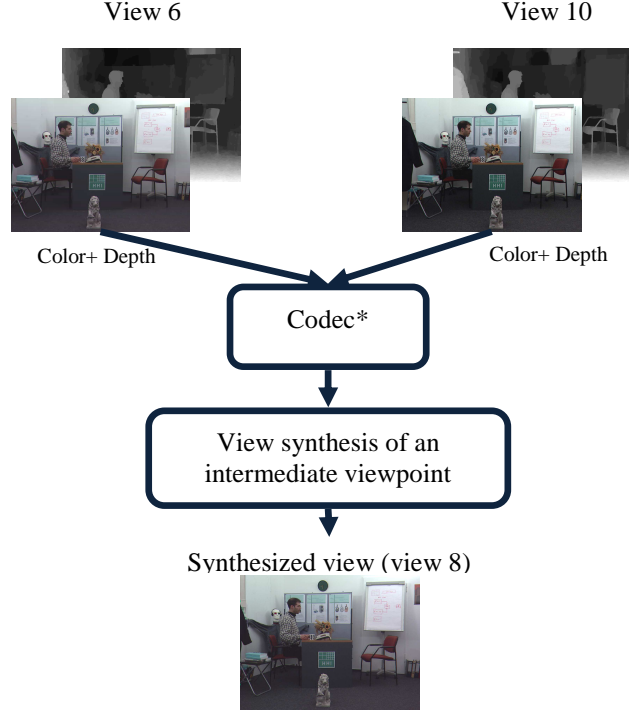 View 6
View 10
Color+ Depth
Color+ Depth
Codec*
View synthesis of an
intermediate viewpoint
Synthesized view (view 8)